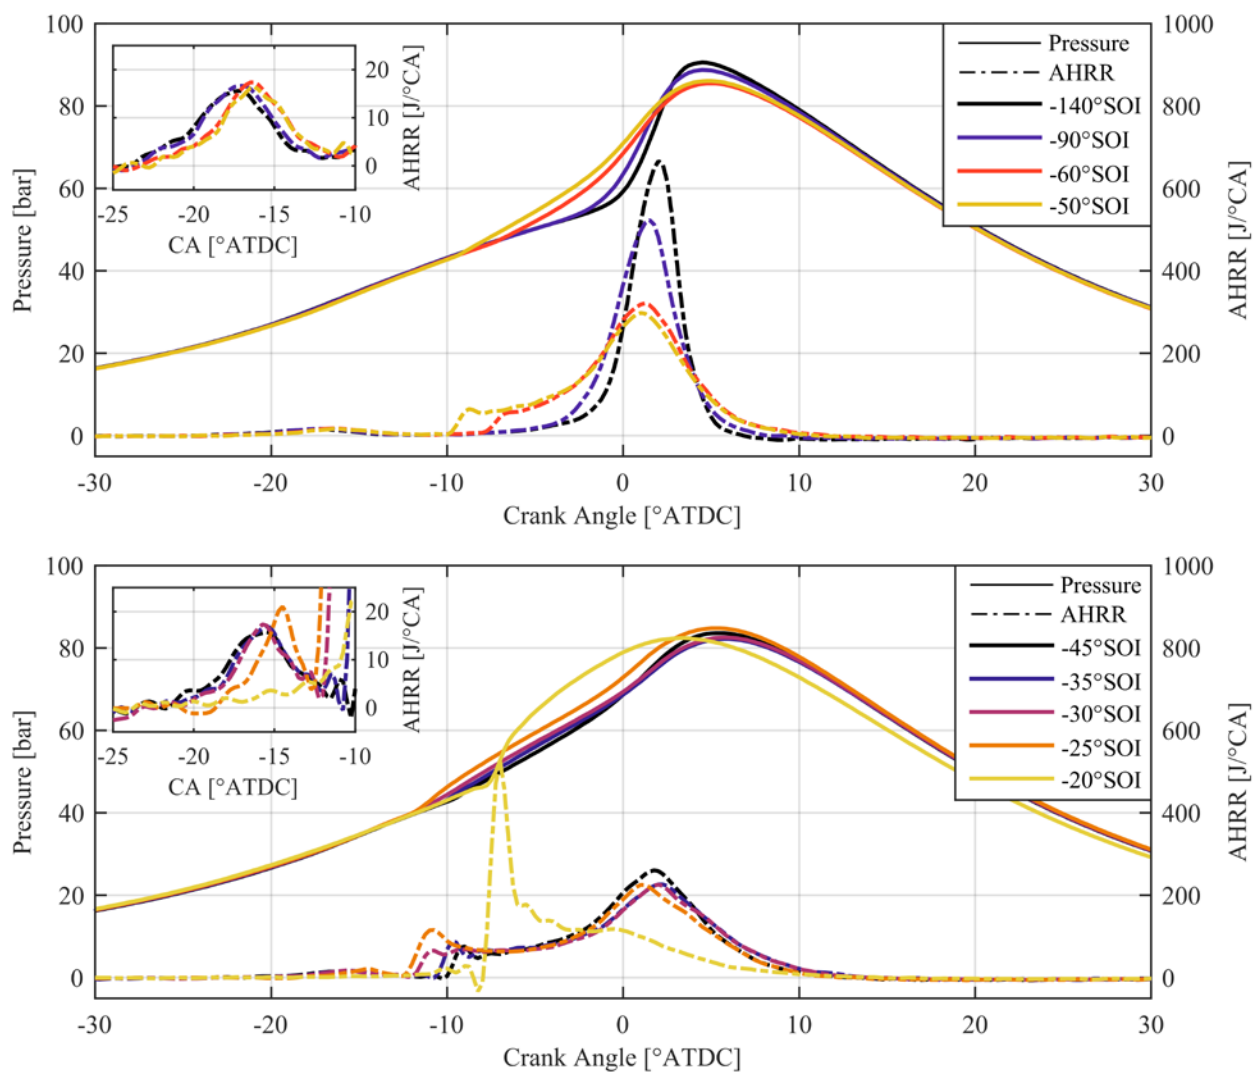 100
80
60
40
20
0
Pressure [bar]
1000
800
600
400
200
0
AHRR [J/°CA]
-30
-20
-10
0
10
20
30
Crank Angle [°ATDC]
20
10
0
AHRR [J/°CA]
-25
-20
-15
-10
CA [°ATDC]
Pressure
AHRR
-140°SOI
-90°SOI
-60°SOI
-50°SOI
100
80
60
40
20
0
Pressure [bar]
1000
800
600
400
200
0
AHRR [J/°CA]
-30
-20
-10
0
10
20
30
Crank Angle [°ATDC]
20
10
0
AHRR [J/°CA]
-25
-20
-15
-10
CA [°ATDC]
Pressure
AHRR
-45°SOI
-35°SOI
-30°SOI
-25°SOI
-20°SOI